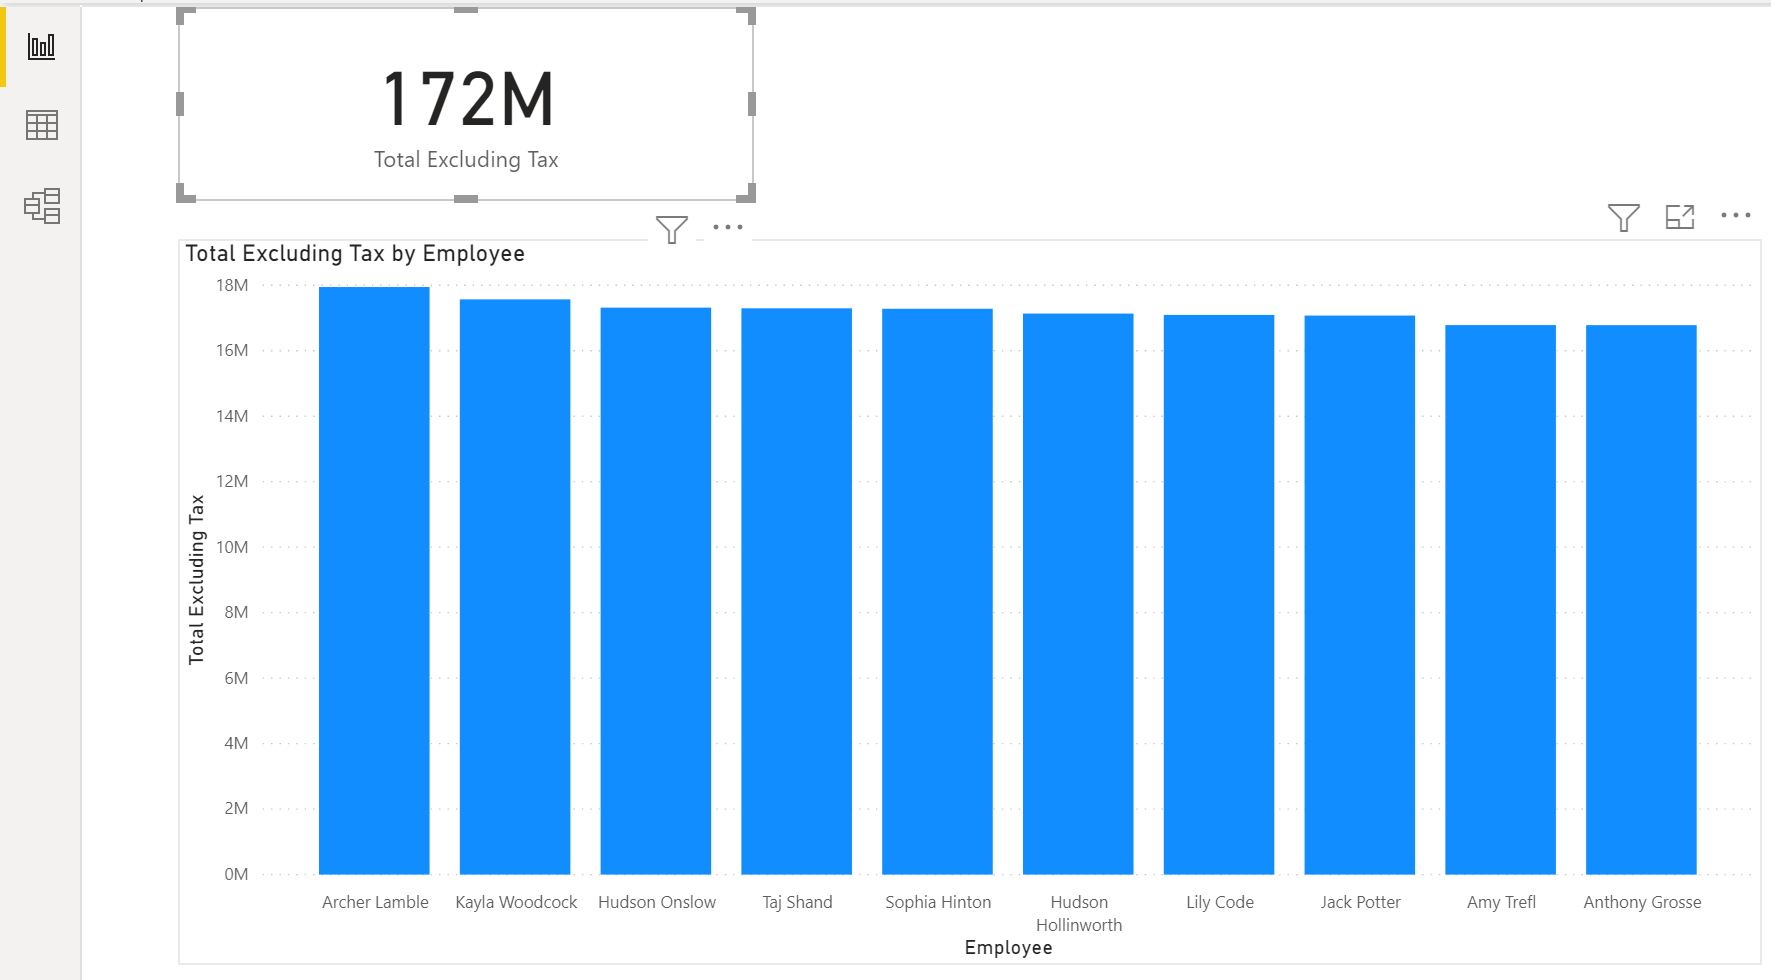 172M
Total Excluding Tax
Total Excluding Tax by Employee
18M
16M
14M
12M
10M
8M
6M
4M
2M
0M
Total Excluding Tax
Archer Lamble
Kayla Woodcock
Hudson Onslow
Taj Shand
Sophia Hinton
Hudson
Hollinworth
Lily Code
Jack Potter
Amy Trefl
Anthony Grosse
Employee